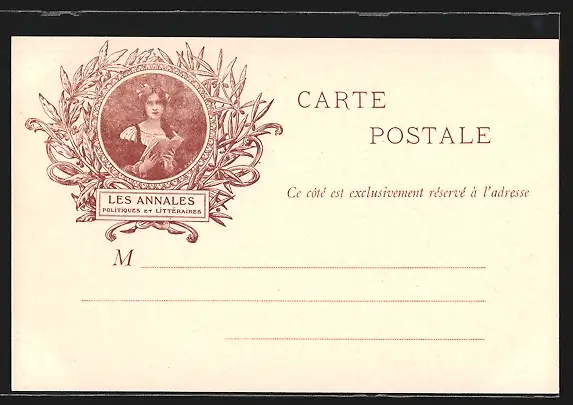 CARTE
POSTALE
Ce côté est exclusivement réservé à l'adresse
LES ANNALES
POLITIQUES ET LITTÉRAIRES
M